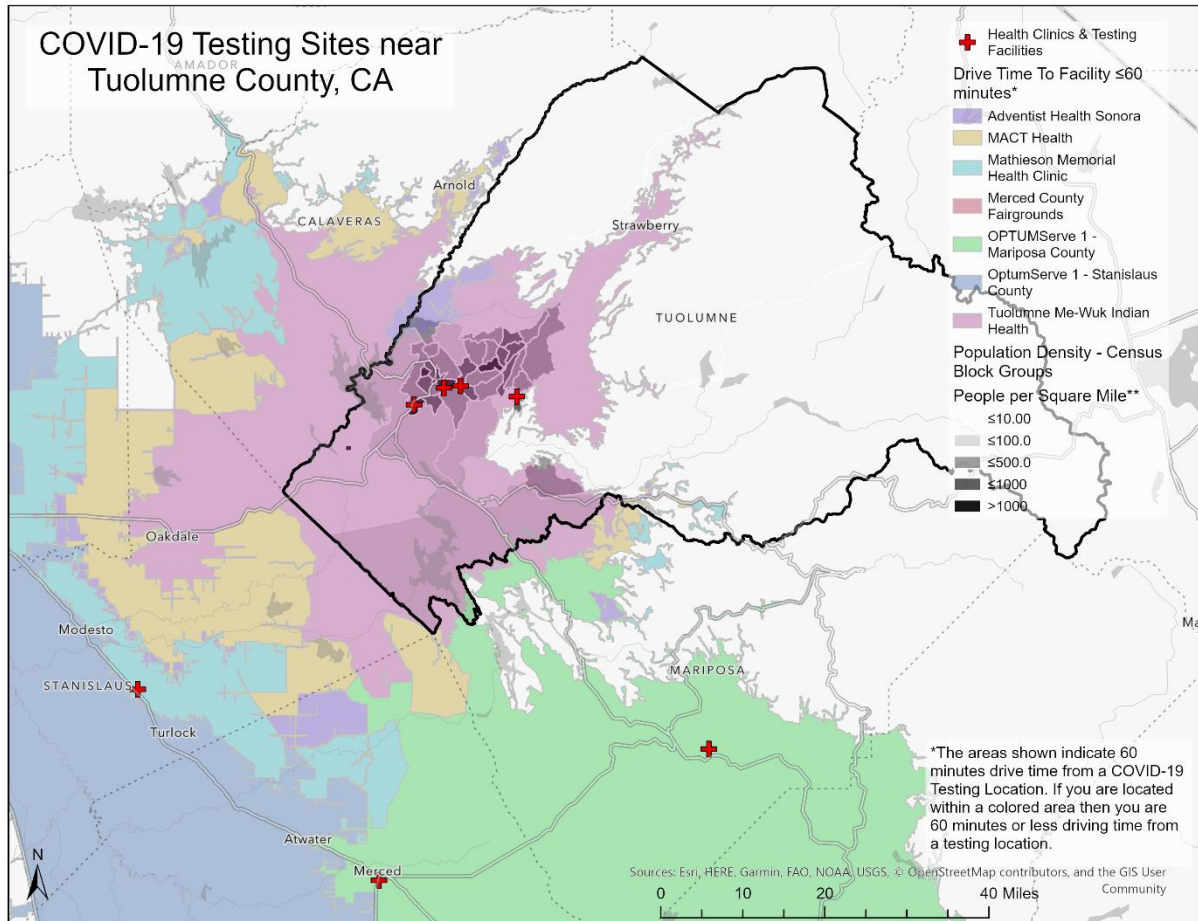 COVID-19 Testing Sites near
Tuolumne County, CA
AMADOR
Health Clinics & Testing
Facilities
Drive Time To Facility ≤60
minutes*
Adventist Health Sonora
MACT Health
Mathieson Memorial
Health Clinic
Merced County
Fairgrounds
OPTUMServe 1 -
Mariposa County
OptumServe 1 - Stanislaus
County
Tuolumne Me-Wuk Indian
Health
Population Density - Census
Block Groups
People per Square Mile**
≤10.00
≤100.0
≤500.0
≤1000
>1000
Arnold
CALAVERAS
Strawberry
TUOLUMNE
Oakdale
Modesto
Ma
STANISLAUS
MARIPOSA
Turlock
Atwater
Merced
*The areas shown indicate 60
minutes drive time from a COVID-19
Testing Location. If you are located
within a colored area then you are
60 minutes or less driving time from
a testing location.
Sources: Esri, HERE, Garmin, FAO, NOAA, USGS, © OpenStreetMap contributors, and the GIS User
Community
N
0 10 20 40 Miles